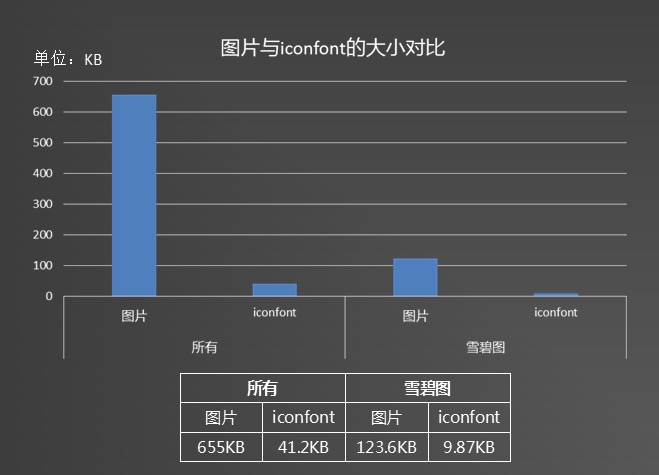 图片与iconfont的大小对比
单位：KB
700
600
500
400
300
200
100
0
图片 iconfont 图片 iconfont
所有 雪碧图
所有 雪碧图
图片 iconfont 图片 iconfont
655KB 41.2KB 123.6KB 9.87KB